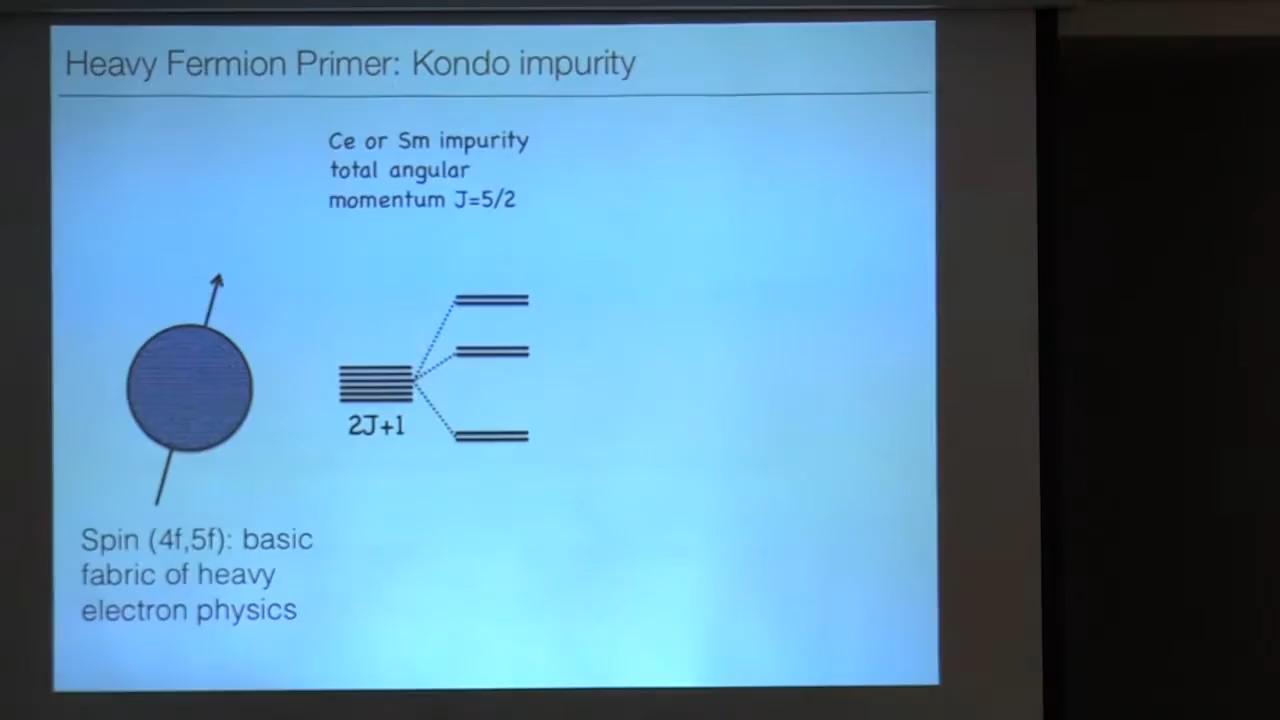 Heavy Fermion Primer: Kondo impurity
Ce or Sm impurity
total angular
momentum J=5/2
2J+1
Spin (4f,5f): basic
fabric of heavy
electron physics